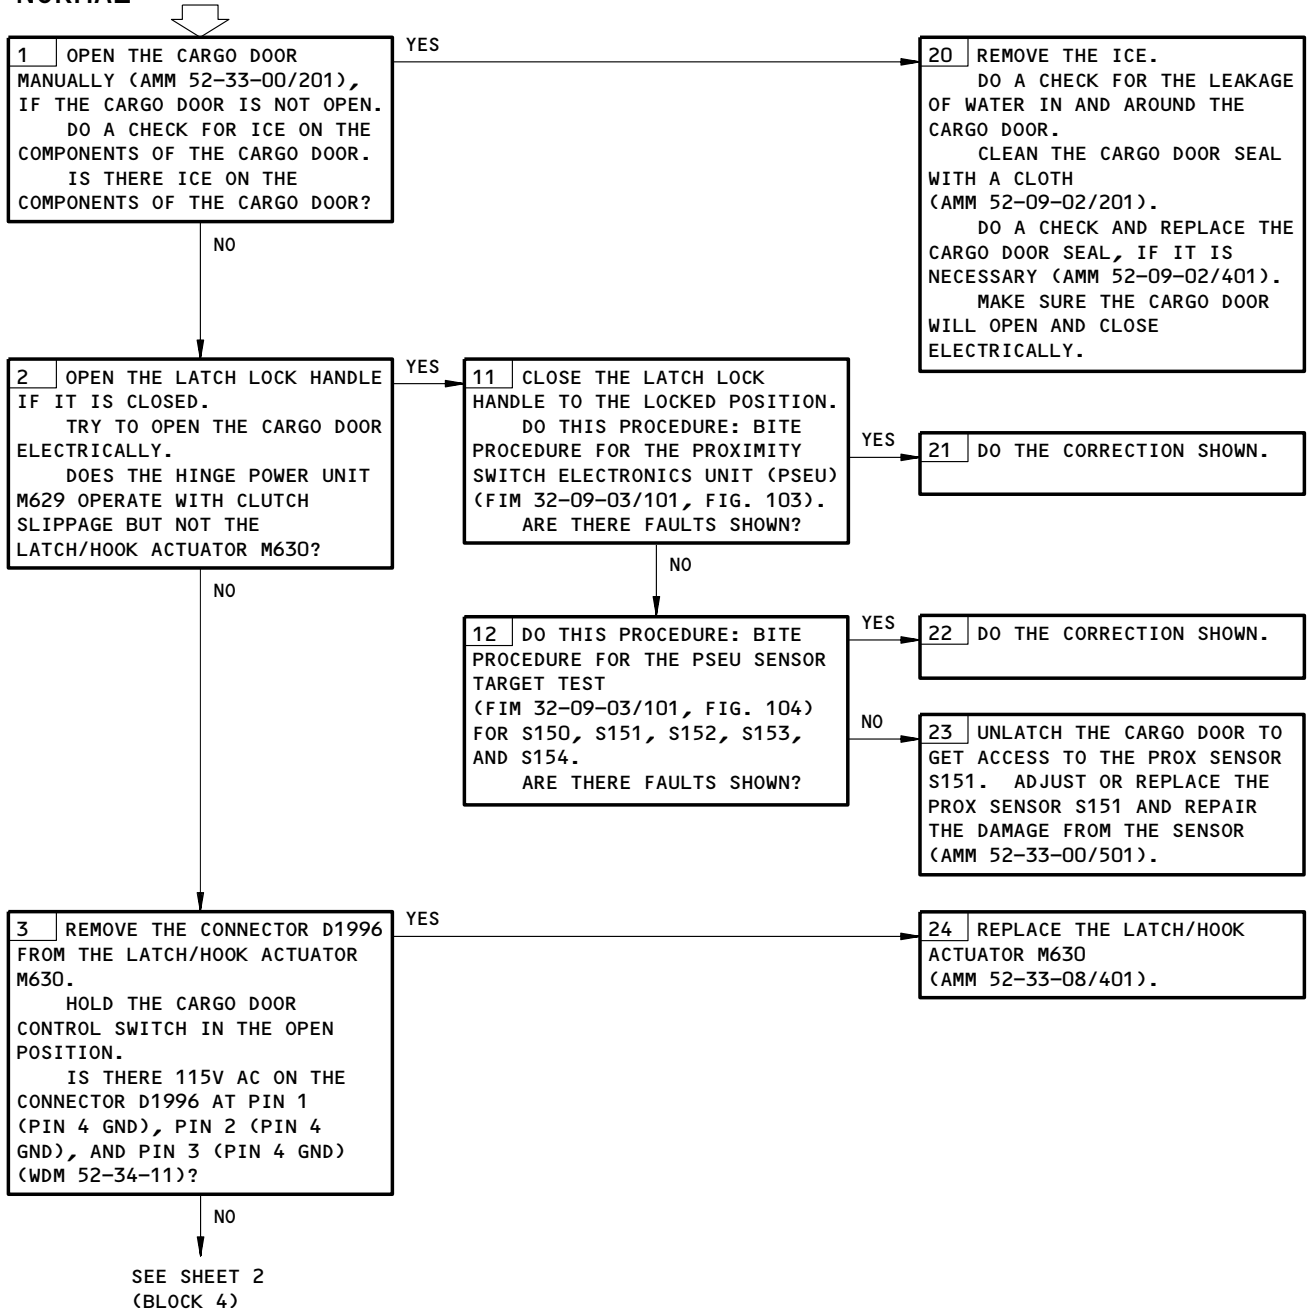 NORMAL
1 OPEN THE CARGO DOOR
MANUALLY (AMM 52-33-00/201),
IF THE CARGO DOOR IS NOT OPEN.
DO A CHECK FOR ICE ON THE
COMPONENTS OF THE CARGO DOOR.
IS THERE ICE ON THE
COMPONENTS OF THE CARGO DOOR?
YES
20 REMOVE THE ICE.
DO A CHECK FOR THE LEAKAGE
OF WATER IN AND AROUND THE
CARGO DOOR.
CLEAN THE CARGO DOOR SEAL
WITH A CLOTH
(AMM 52-09-02/201).
DO A CHECK AND REPLACE THE
CARGO DOOR SEAL, IF IT IS
NECESSARY (AMM 52-09-02/401).
MAKE SURE THE CARGO DOOR
WILL OPEN AND CLOSE
ELECTRICALLY.
NO
2 OPEN THE LATCH LOCK HANDLE
IF IT IS CLOSED.
TRY TO OPEN THE CARGO DOOR
ELECTRICALLY.
DOES THE HINGE POWER UNIT
M629 OPERATE WITH CLUTCH
SLIPPAGE BUT NOT THE
LATCH/HOOK ACTUATOR M630?
YES
11 CLOSE THE LATCH LOCK
HANDLE TO THE LOCKED POSITION.
DO THIS PROCEDURE: BITE
PROCEDURE FOR THE PROXIMITY
SWITCH ELECTRONICS UNIT (PSEU)
(FIM 32-09-03/101, FIG. 103).
ARE THERE FAULTS SHOWN?
YES
21 DO THE CORRECTION SHOWN.
NO
12 DO THIS PROCEDURE: BITE
PROCEDURE FOR THE PSEU SENSOR
TARGET TEST
(FIM 32-09-03/101, FIG. 104)
FOR S150, S151, S152, S153,
AND S154.
ARE THERE FAULTS SHOWN?
YES
22 DO THE CORRECTION SHOWN.
NO
23 UNLATCH THE CARGO DOOR TO
GET ACCESS TO THE PROX SENSOR
S151. ADJUST OR REPLACE THE
PROX SENSOR S151 AND REPAIR
THE DAMAGE FROM THE SENSOR
(AMM 52-33-00/501).
NO
3 REMOVE THE CONNECTOR D1996
FROM THE LATCH/HOOK ACTUATOR
M630.
HOLD THE CARGO DOOR
CONTROL SWITCH IN THE OPEN
POSITION.
IS THERE 115V AC ON THE
CONNECTOR D1996 AT PIN 1
(PIN 4 GND), PIN 2 (PIN 4
GND), AND PIN 3 (PIN 4 GND)
(WDM 52-34-11)?
YES
24 REPLACE THE LATCH/HOOK
ACTUATOR M630
(AMM 52-33-08/401).
NO
SEE SHEET 2
(BLOCK 4)